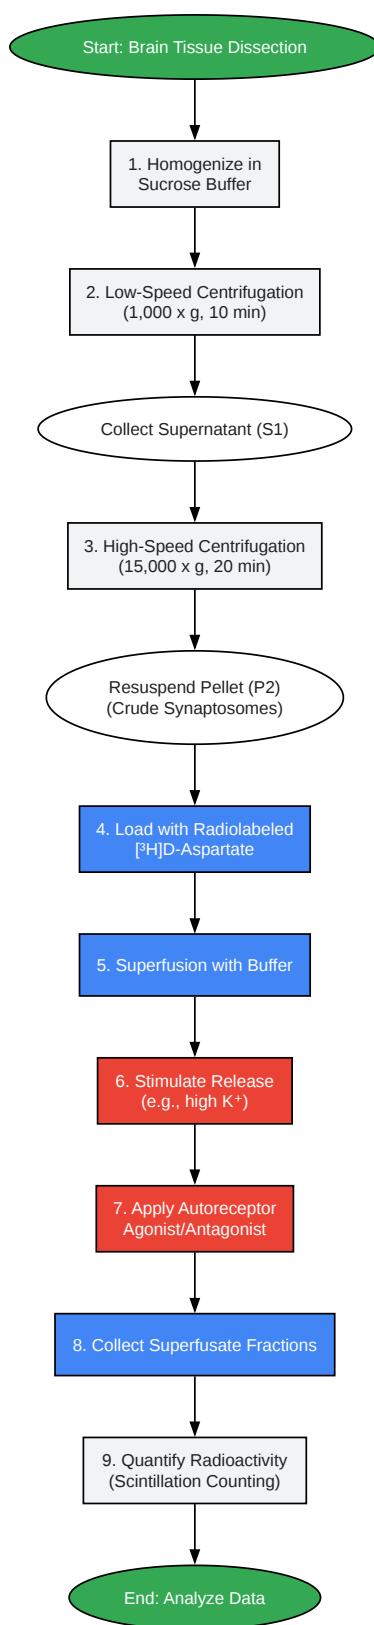 Start: Brain Tissue Dissection
1. Homogenize in
Sucrose Buffer
2. Low-Speed Centrifugation
(1,000 x g, 10 min)
Collect Supernatant (S1)
3. High-Speed Centrifugation
(15,000 x g, 20 min)
Resuspend Pellet (P2)
(Crude Synaptosomes)
4. Load with Radiolabeled
[³H]D-Aspartate
5. Superfusion with Buffer
6. Stimulate Release
(e.g., high K⁺)
7. Apply Autoreceptor
Agonist/Antagonist
8. Collect Superfusate Fractions
9. Quantify Radioactivity
(Scintillation Counting)
End: Analyze Data